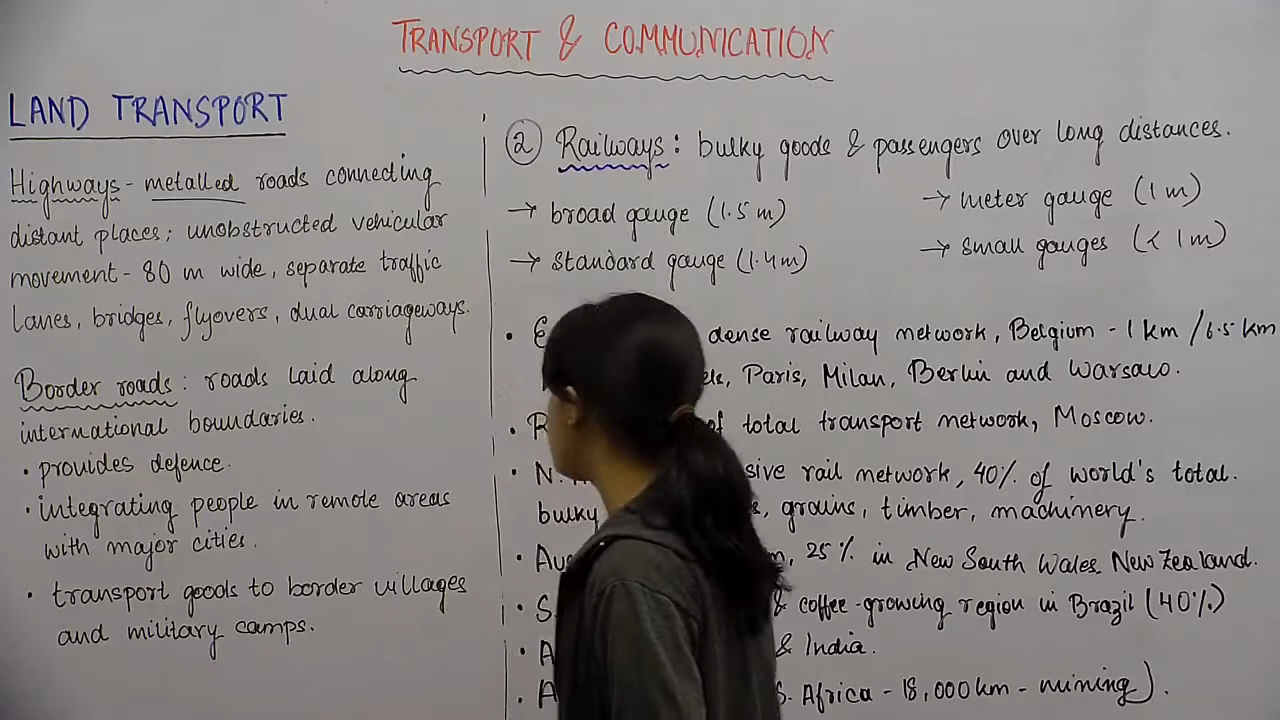 TRANSPORT & COMMUNICATION
LAND TRANSPORT
Highways - metalled roads connecting
distant places; unobstructed vehicular
movement - 80 m wide, separate traffic
lanes, bridges, flyovers, dual carriageways.
Border roads: roads laid along
international boundaries.
• provides defence.
• integrating people in remote areas
with major cities.
• transport goods to border villages
and military camps.
② Railways: bulky goods & passengers over long distances.
→ broad gauge (1.5 m)
→ meter gauge (1 m)
→ standard gauge (1.4m)
→ small gauges (< 1m)
• dense railway network, Belgium - 1 km / 6.5 km
Paris, Milan, Berlin and Warsaw.
• of total transport network, Moscow.
• N. rail network, 40% of world's total.
bulky grains, timber, machinery.
• 25% in New South Wales. New Zealand.
• S. & coffee-growing region in Brazil (40%)
• & India.
• S. Africa - 18,000 km - mining).